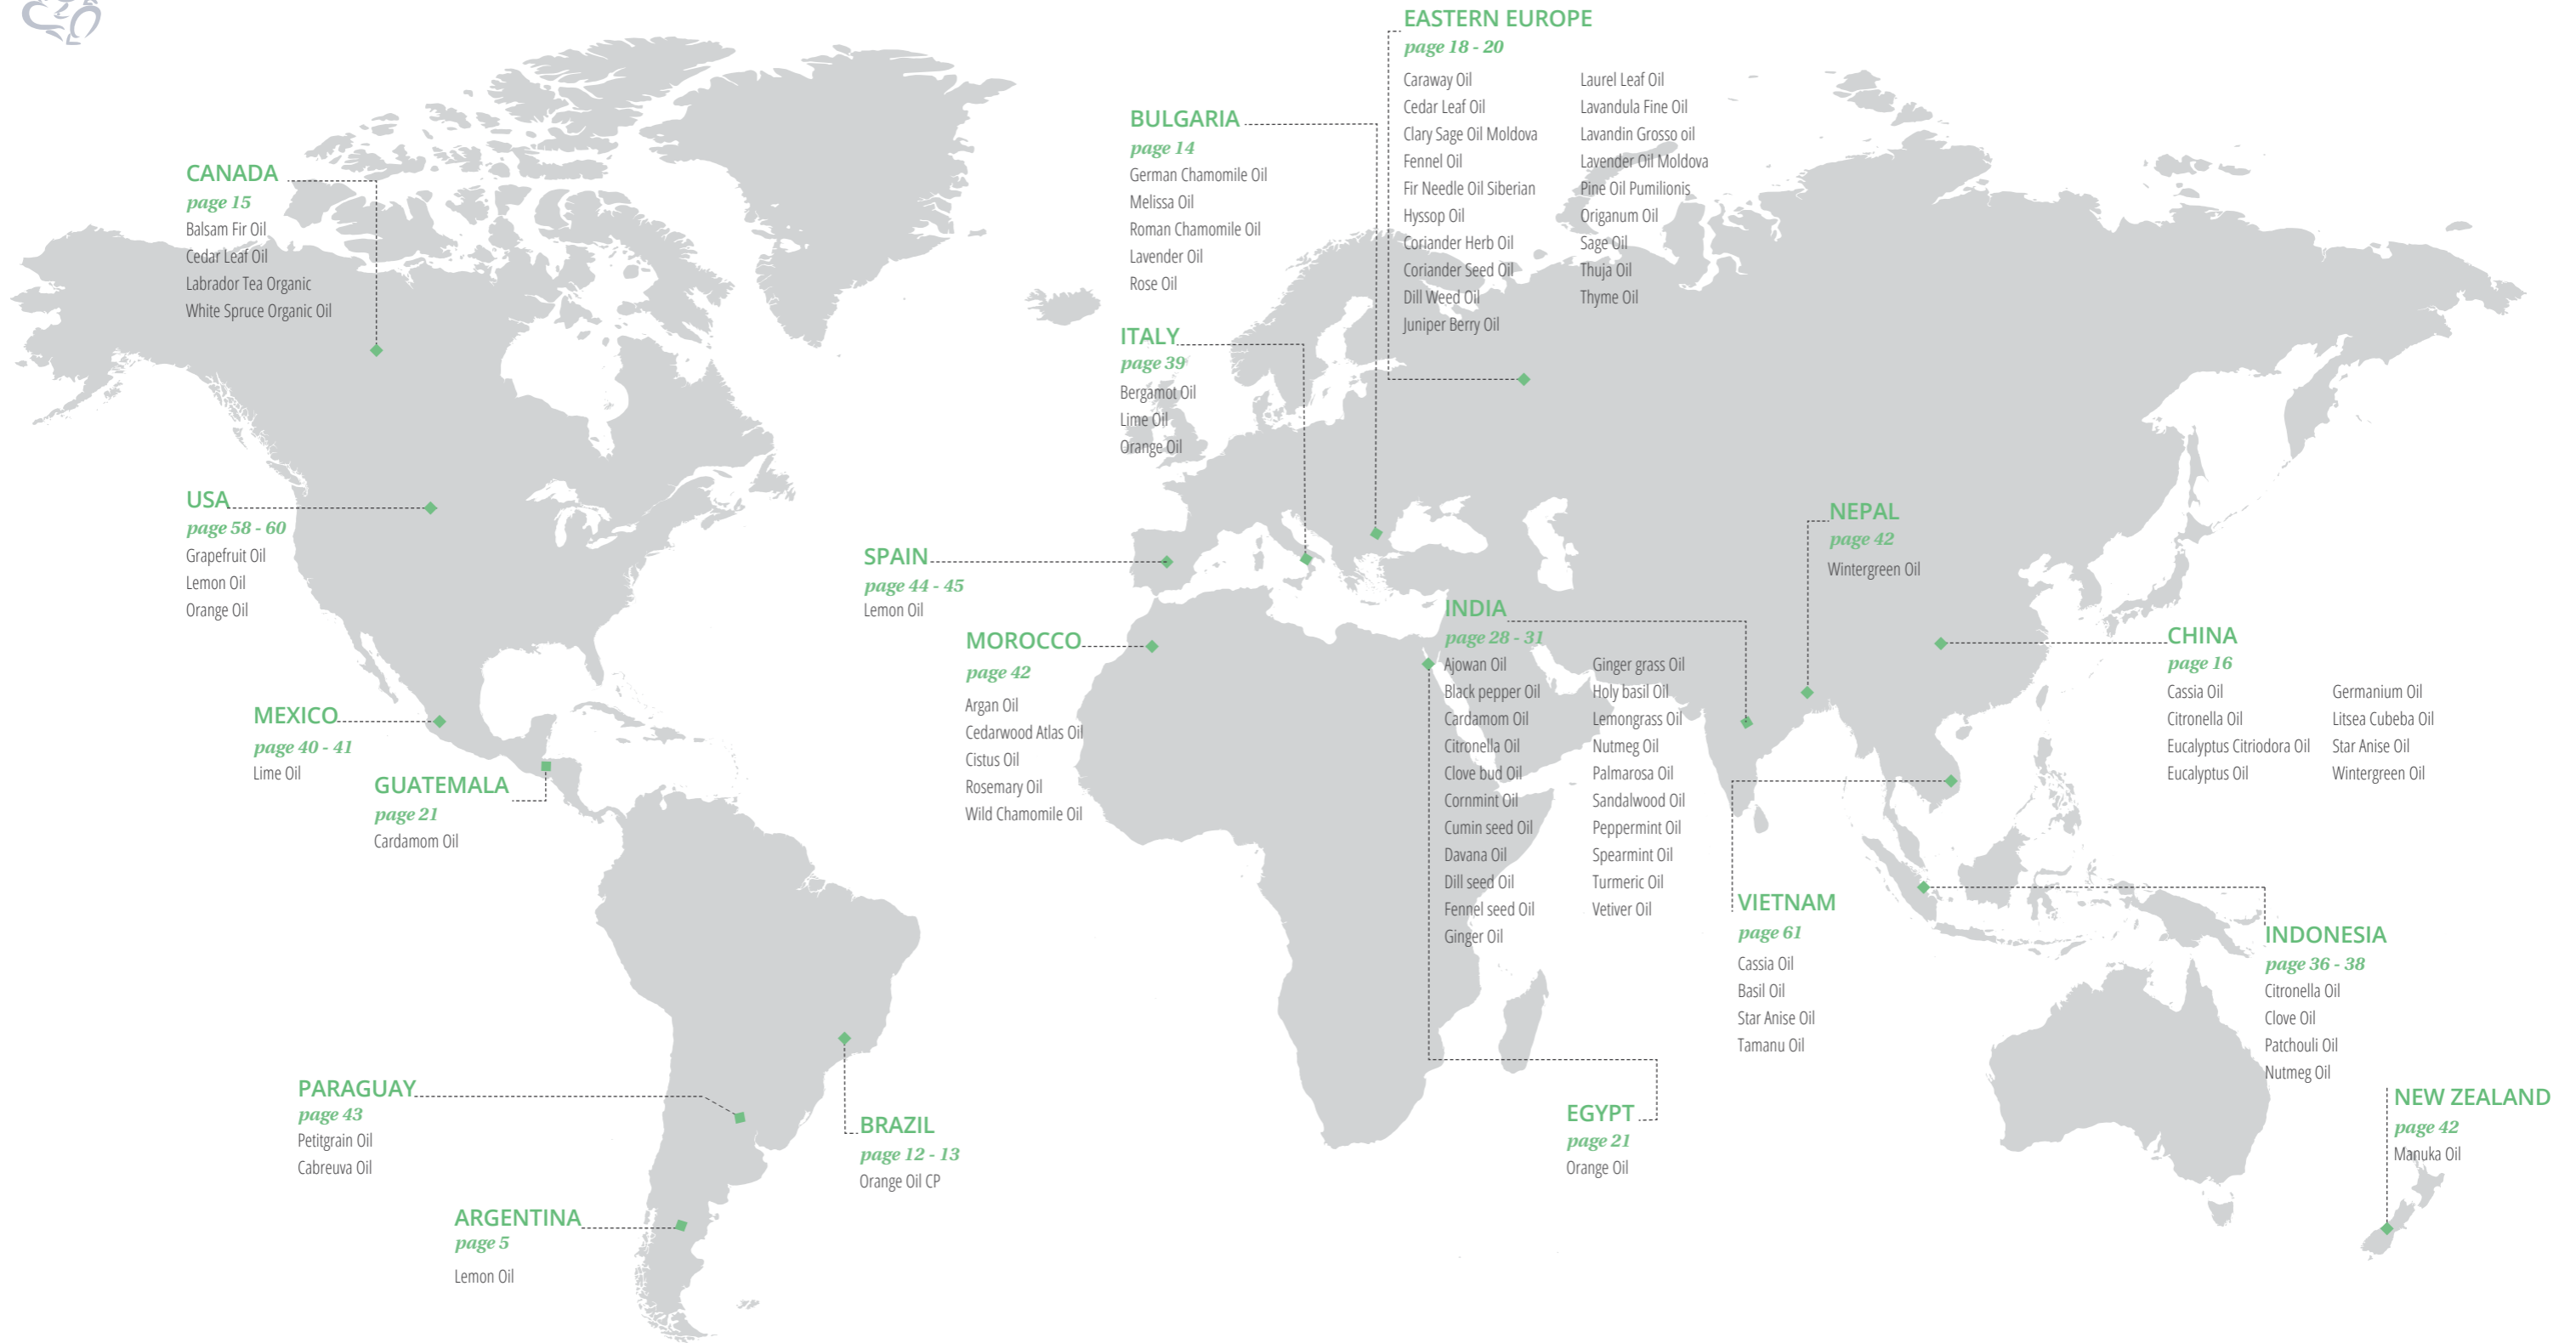 EASTERN EUROPE
page 18 - 20
Caraway Oil
Cedar Leaf Oil
Clary Sage Oil Moldova
Fennel Oil
Fir Needle Oil Siberian
Hyssop Oil
Coriander Herb Oil
Coriander Seed Oil
Dill Weed Oil
Juniper Berry Oil
Laurel Leaf Oil
Lavandula Fine Oil
Lavandin Grosso oil
Lavender Oil Moldova
Pine Oil Pumilionis
Origanum Oil
Sage Oil
Thuja Oil
Thyme Oil
BULGARIA
page 14
German Chamomile Oil
Melissa Oil
Roman Chamomile Oil
Lavender Oil
Rose Oil
CANADA
page 15
Balsam Fir Oil
Cedar Leaf Oil
Labrador Tea Organic
White Spruce Organic Oil
ITALY
page 39
Bergamot Oil
Lime Oil
Orange Oil
USA
page 58 - 60
Grapefruit Oil
Lemon Oil
Orange Oil
SPAIN
page 44 - 45
Lemon Oil
NEPAL
page 42
Wintergreen Oil
MOROCCO
page 42
Argan Oil
Cedarwood Atlas Oil
Cistus Oil
Rosemary Oil
Wild Chamomile Oil
INDIA
page 28 - 31
Ajowan Oil
Black pepper Oil
Cardamom Oil
Citronella Oil
Clove bud Oil
Cornmint Oil
Cumin seed Oil
Davana Oil
Dill seed Oil
Fennel seed Oil
Ginger Oil
Ginger grass Oil
Holy basil Oil
Lemongrass Oil
Nutmeg Oil
Palmarosa Oil
Sandalwood Oil
Peppermint Oil
Spearmint Oil
Turmeric Oil
Vetiver Oil
CHINA
page 16
Cassia Oil
Citronella Oil
Eucalyptus Citriodora Oil
Eucalyptus Oil
Germanium Oil
Litsea Cubeba Oil
Star Anise Oil
Wintergreen Oil
MEXICO
page 40 - 41
Lime Oil
GUATEMALA
page 21
Cardamom Oil
VIETNAM
page 61
Cassia Oil
Basil Oil
Star Anise Oil
Tamanu Oil
INDONESIA
page 36 - 38
Citronella Oil
Clove Oil
Patchouli Oil
Nutmeg Oil
PARAGUAY
page 43
Petitgrain Oil
Cabreuva Oil
BRAZIL
page 12 - 13
Orange Oil CP
EGYPT
page 21
Orange Oil
NEW ZEALAND
page 42
Manuka Oil
ARGENTINA
page 5
Lemon Oil